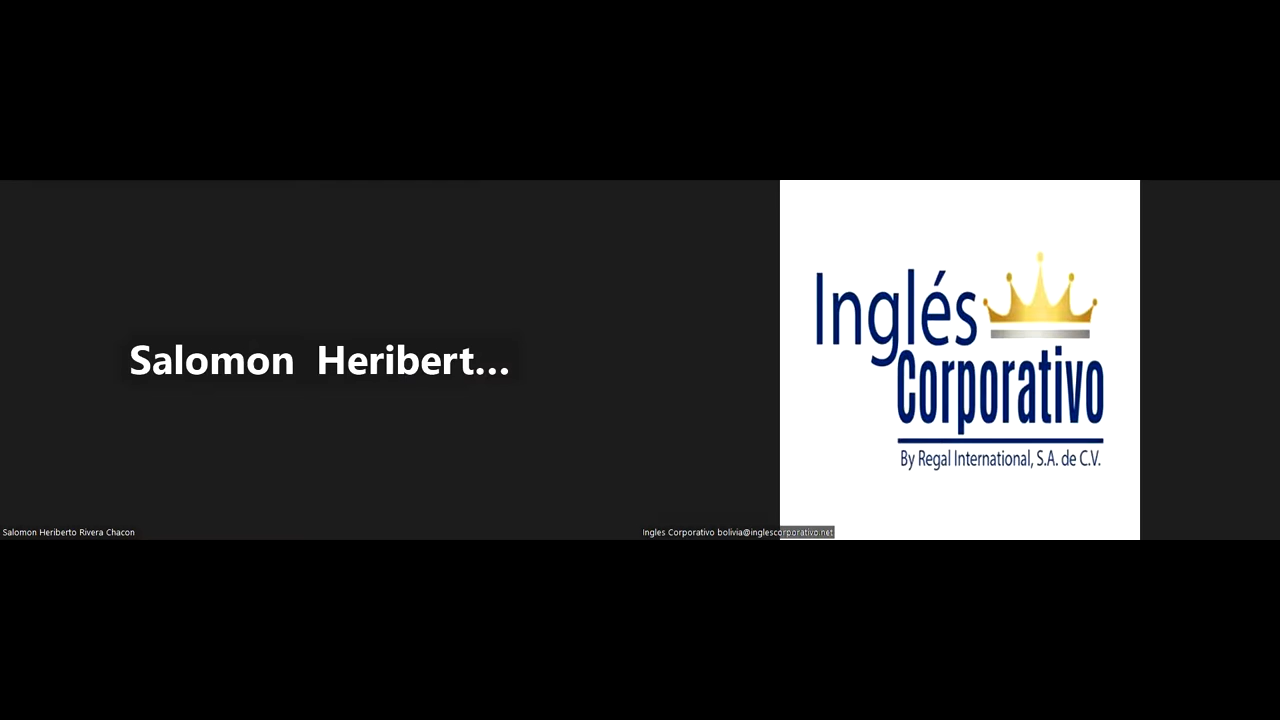 Salomon Heribert...
Inglés
Corporativo
By Regal International, S.A. de C.V.
Salomon Heriberto Rivera Chacon
Ingles Corporativo bolivia@inglescorporativo.net